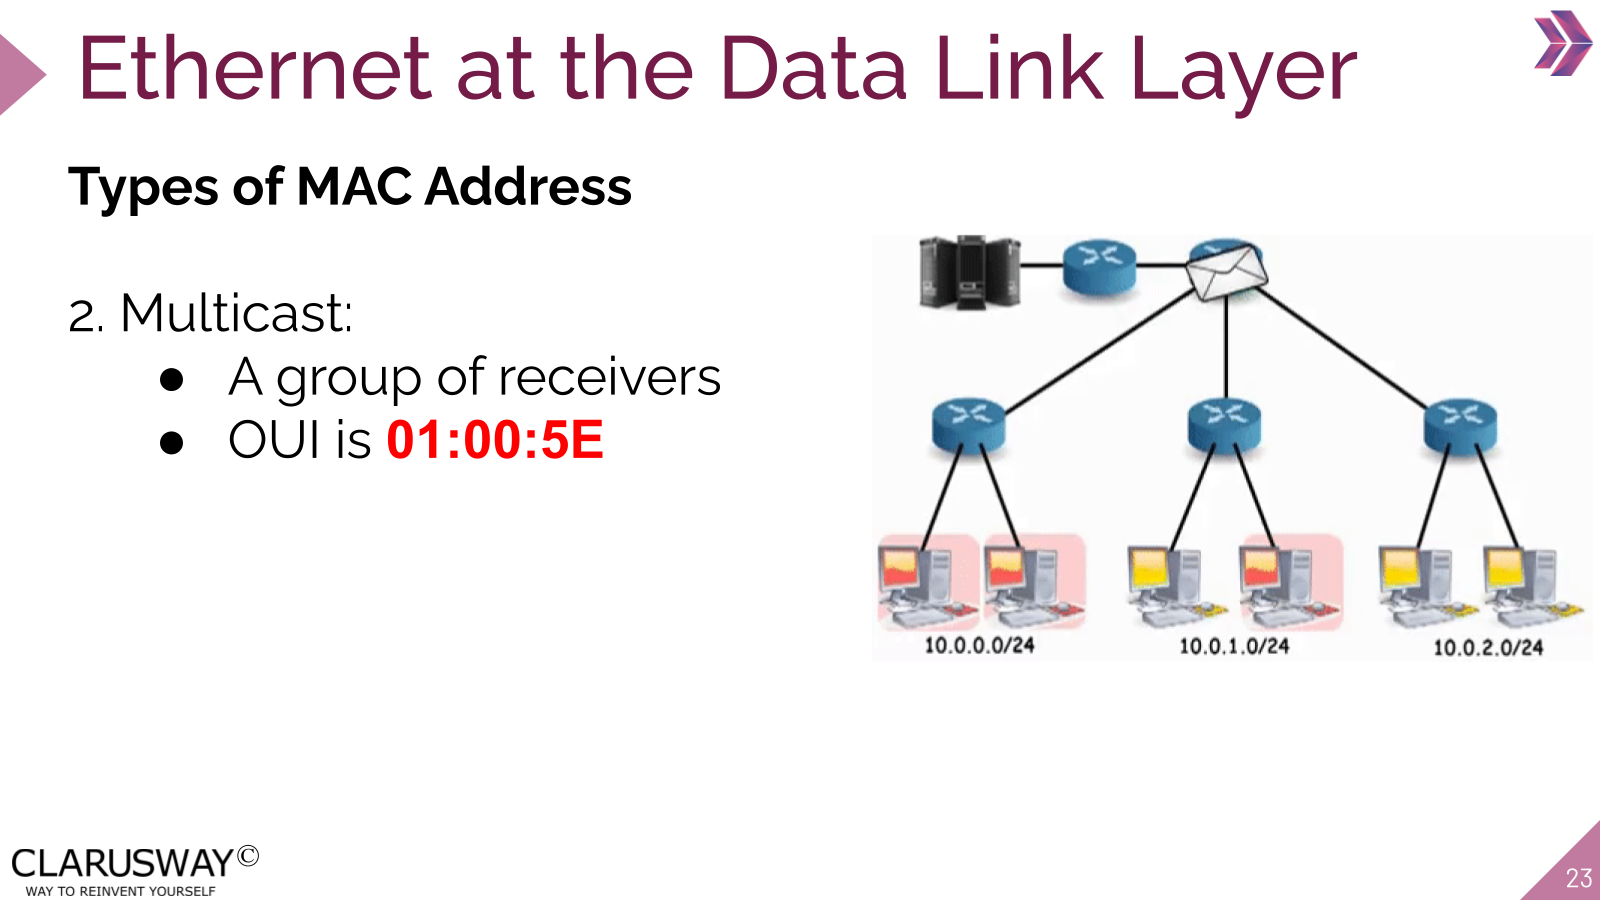 Ethernet at the Data Link Layer
Types of MAC Address
2. Multicast:
● A group of receivers
● OUI is 01:00:5E
10.0.0.0/24
10.0.1.0/24
10.0.2.0/24
CLARUSWAY©
WAY TO REINVENT YOURSELF
23